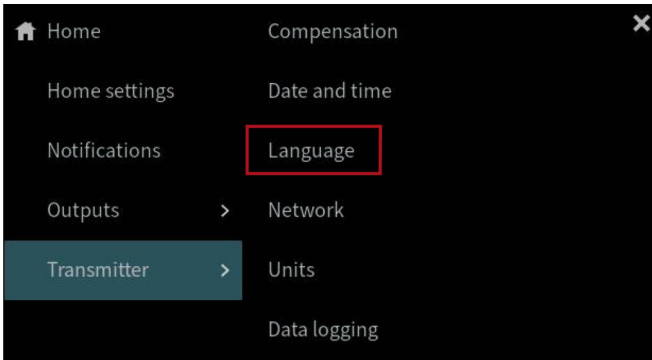 Home
Home settings
Notifications
Outputs
Transmitter
Compensation
Date and time
Language
Network
Units
Data logging